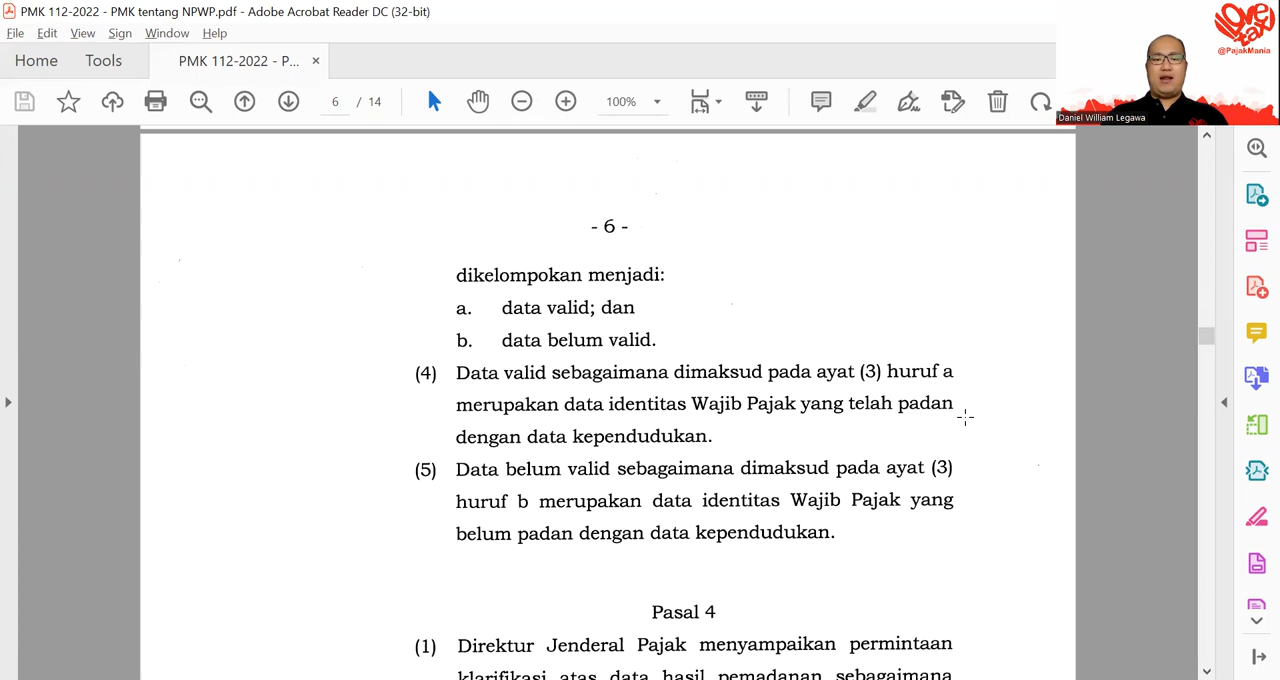 PMK 112-2022 - PMK tentang NPWP.pdf - Adobe Acrobat Reader DC (32-bit)
File Edit View Sign Window Help
I LOVE tax
@PajakMania
Home Tools PMK 112-2022 - P... ×
6 / 14 100%
Daniel William Legawa
- 6 -
dikelompokan menjadi:
a. data valid; dan
b. data belum valid.
(4) Data valid sebagaimana dimaksud pada ayat (3) huruf a
merupakan data identitas Wajib Pajak yang telah padan
dengan data kependudukan.
(5) Data belum valid sebagaimana dimaksud pada ayat (3)
huruf b merupakan data identitas Wajib Pajak yang
belum padan dengan data kependudukan.
Pasal 4
(1) Direktur Jenderal Pajak menyampaikan permintaan
klarifikasi atas data hasil pemadanan sebagaimana